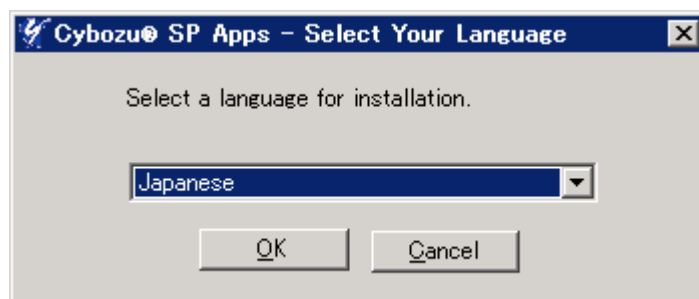 Cybozu® SP Apps - Select Your Language
Select a language for installation.
Japanese
OK
Cancel